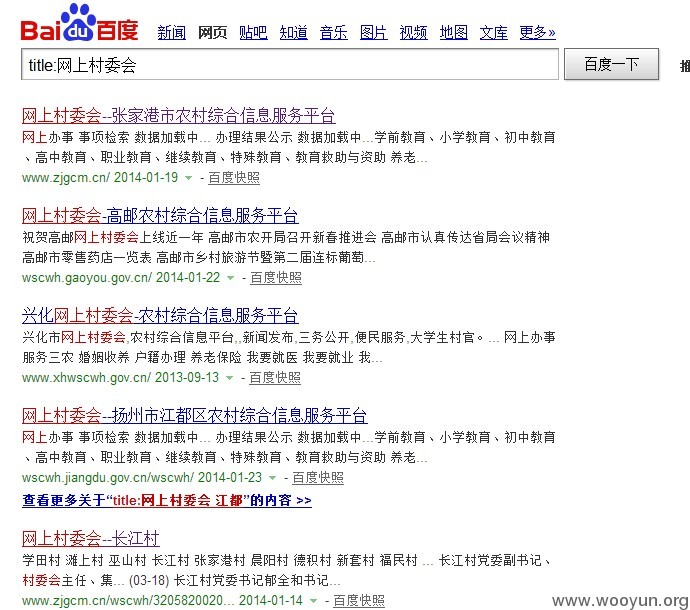 Bai du 百度 新闻 网页 贴吧 知道 音乐 图片 视频 地图 文库 更多»
title:网上村委会 百度一下
网上村委会--张家港市农村综合信息服务平台
网上办事 事项检索 数据加载中... 办理结果公示 数据加载中...学前教育、小学教育、初中教育
、高中教育、职业教育、继续教育、特殊教育、教育救助与资助 养老...
www.zjgcm.cn/ 2014-01-19 - 百度快照
网上村委会-高邮农村综合信息服务平台
祝贺高邮网上村委会上线近一年 高邮市农开局召开新春推进会 高邮市认真传达省局会议精神
高邮市零售药店一览表 高邮市乡村旅游节暨第二届连标葡萄...
wscwh.gaoyou.gov.cn/ 2014-01-22 - 百度快照
兴化网上村委会-农村综合信息服务平台
兴化市网上村委会,农村综合信息平台,,新闻发布,三务公开,便民服务,大学生村官。... 网上办事
服务三农 婚姻收养 户籍办理 养老保险 我要就医 我要就业 我...
www.xhwscwh.gov.cn/ 2013-09-13 - 百度快照
网上村委会--扬州市江都区农村综合信息服务平台
网上办事 事项检索 数据加载中... 办理结果公示 数据加载中...学前教育、小学教育、初中教育
、高中教育、职业教育、继续教育、特殊教育、教育救助与资助 养老...
wscwh.jiangdu.gov.cn/wscwh/ 2014-01-23 - 百度快照
查看更多关于“title:网上村委会 江都”的内容 >>
网上村委会--长江村
学田村 滩上村 巫山村 长江村 张家港村 晨阳村 德积村 新套村 福民村 ... 长江村党委副书记、
村委会主任、集... (03-18) 长江村党委书记郁全和书记...
www.zjgcm.cn/wscwh/3205820020... 2014-01-14 - 百度快照
www.wooyun.org